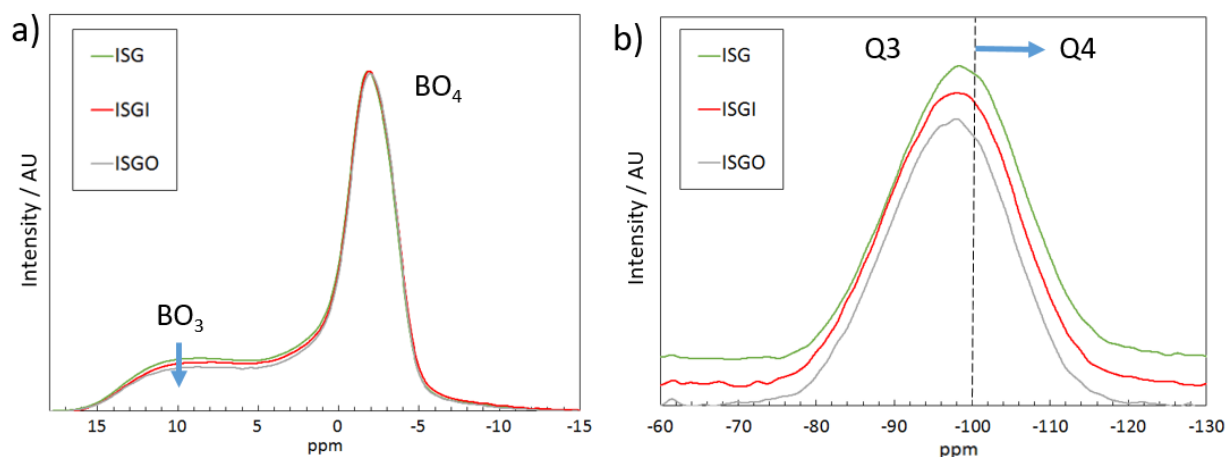 a)
ISG
ISGI
ISGO
BO4
BO3
Intensity / AU
15 10 5 0 -5 -10 -15
ppm
b)
Q3 Q4
ISG
ISGI
ISGO
Intensity / AU
-60 -70 -80 -90 -100 -110 -120 -130
ppm